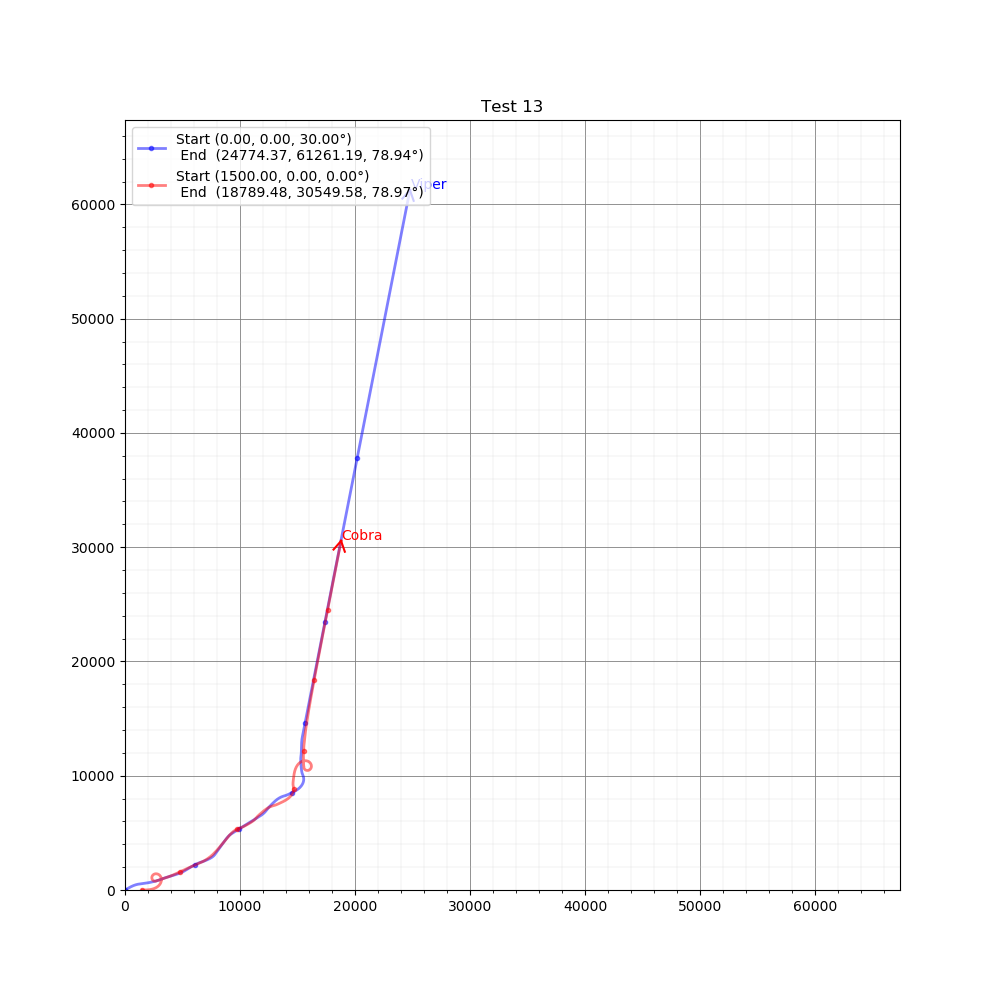 Test 13
Start (0.00, 0.00, 30.00°)
End (24774.37, 61261.19, 78.94°)
Start (1500.00, 0.00, 0.00°)
End (18789.48, 30549.58, 78.97°)
Viper
60000
50000
40000
Cobra
30000
20000
10000
0
0 10000 20000 30000 40000 50000 60000